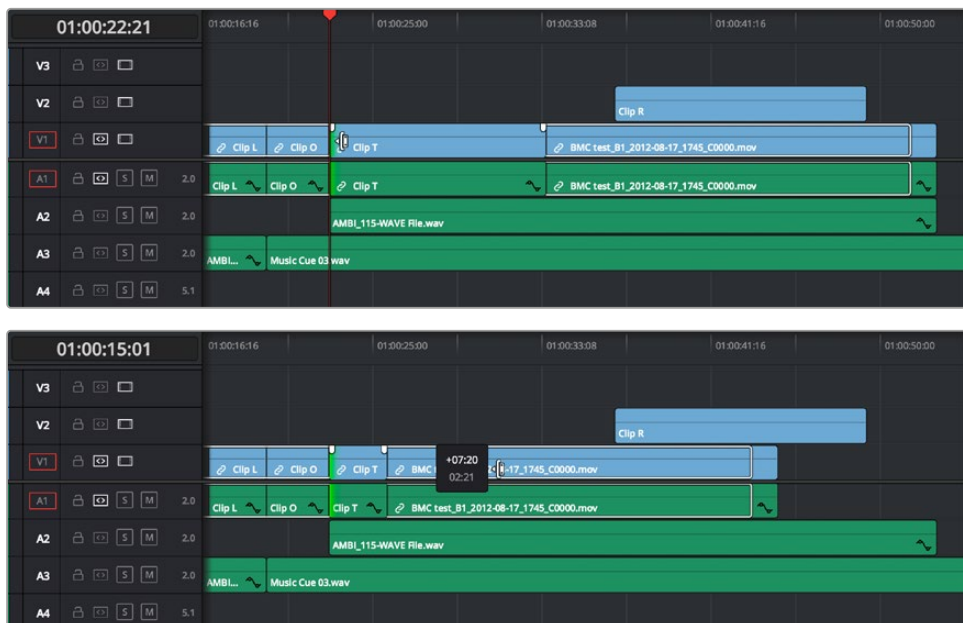 01:00:22:21 01:00:16:16 01:00:25:00 01:00:33:08 01:00:41:16 01:00:50:00
V3
V2 Clip R
V1 Clip L Clip O Clip T BMC test_B1_2012-08-17_1745_C0000.mov
A1 S M 2.0 Clip L Clip O Clip T BMC test_B1_2012-08-17_1745_C0000.mov
A2 S M 2.0 AMBI_115-WAVE File.wav
A3 S M 2.0 AMBI... Music Cue 03.wav
A4 S M 5.1
01:00:15:01 01:00:16:16 01:00:25:00 01:00:33:08 01:00:41:16 01:00:50:00
V3
V2 Clip R
+07:20
V1 Clip L Clip O Clip T BMC -17_1745_C0000.mov
02:21
A1 S M 2.0 Clip L Clip O Clip T BMC test_B1_2012-08-17_1745_C0000.mov
A2 S M 2.0 AMBI_115-WAVE File.wav
A3 S M 2.0 AMBI... Music Cue 03.wav
A4 S M 5.1